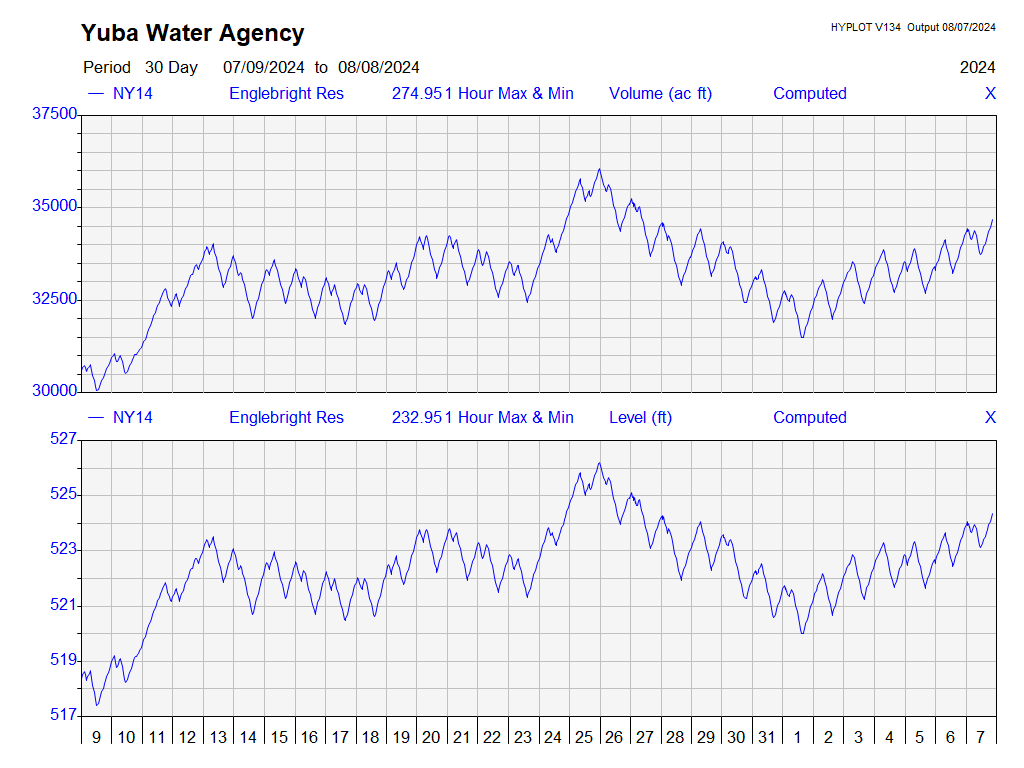 Yuba Water Agency
HYPLOT V134 Output 08/07/2024
Period 30 Day 07/09/2024 to 08/08/2024 2024
NY14 Englebright Res 274.951 Hour Max & Min Volume (ac ft) Computed X
37500
35000
32500
30000
NY14 Englebright Res 232.951 Hour Max & Min Level (ft) Computed X
527
525
523
521
519
517
9 10 11 12 13 14 15 16 17 18 19 20 21 22 23 24 25 26 27 28 29 30 31 1 2 3 4 5 6 7